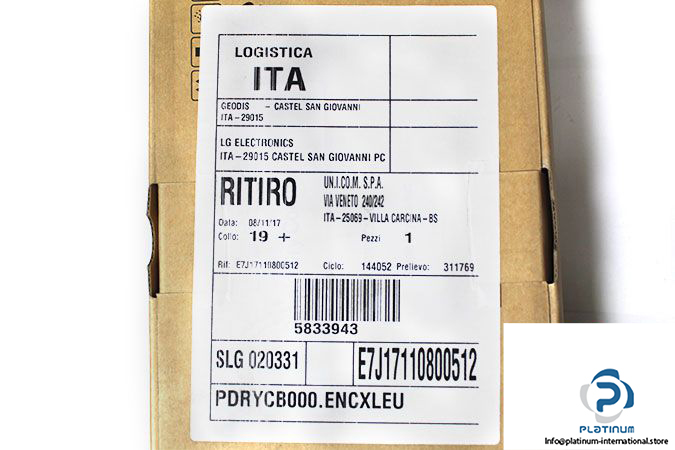 LOGISTICA
ITA
GEODIS - CASTEL SAN GIOVANNI
ITA-29015
LG ELECTRONICS
ITA-29015 CASTEL SAN GIOVANNI PC
RITIRO
UN.I.COM. S.P.A.
VIA VENETO 240/242
ITA-25069-VILLA CARCINA-BS
Data: 08/11/17
Collo: 19 + Pezzi 1
Rif: E7J17110800512 Ciclo: 144052 Prelievo: 311769
5833943
SLG 020331 E7J17110800512
PDRYCB000.ENCXLEU
PLATINUM
Info@platinum-international.store